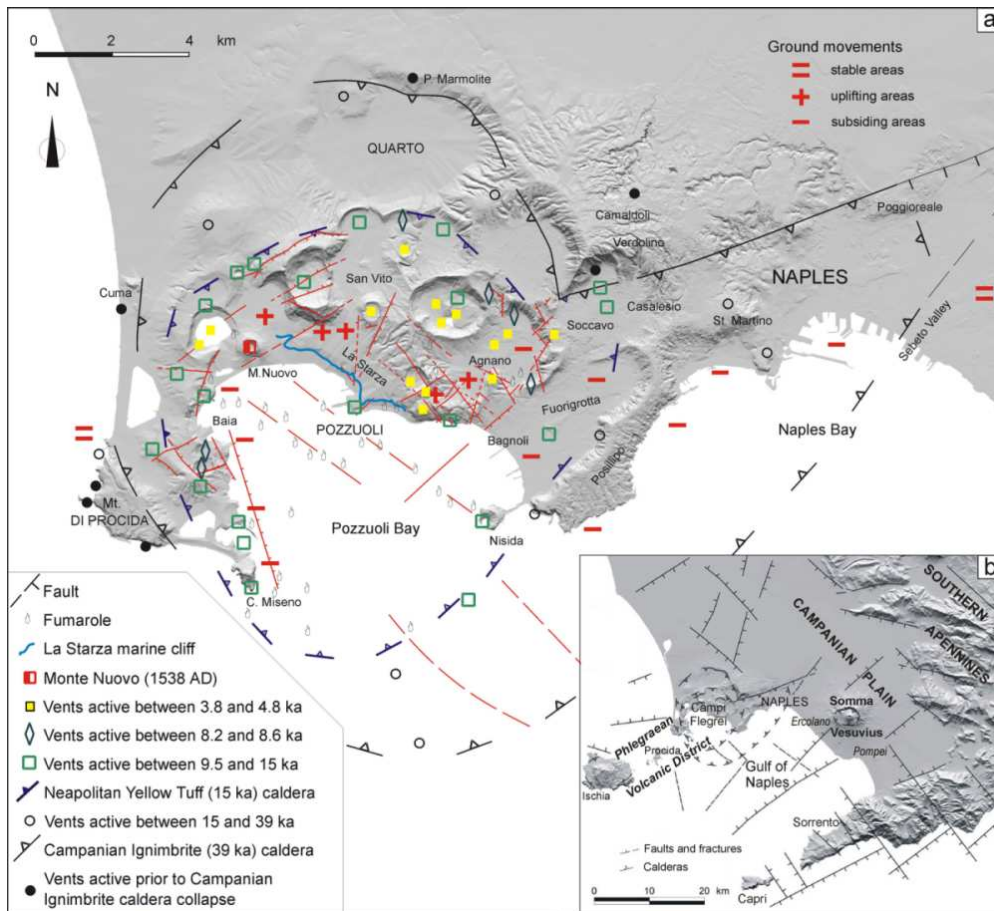 a
0 2 4 km
N
Ground movements
stable areas
uplifting areas
subsiding areas
P. Marmolite
QUARTO
Camaldoli
Verdolino
Poggioreale
NAPLES
San Vito
Cuma
Casalesio
St. Martino
Soccavo
Sebeto Valley
La Starza
Agnano
M.Nuovo
Fuorigrotta
Baia
POZZUOLI
Bagnoli
Posillipo
Naples Bay
Mt.
DI PROCIDA
Pozzuoli Bay
Nisida
C. Miseno
Fault
Fumarole
La Starza marine cliff
Monte Nuovo (1538 AD)
Vents active between 3.8 and 4.8 ka
Vents active between 8.2 and 8.6 ka
Vents active between 9.5 and 15 ka
Neapolitan Yellow Tuff (15 ka) caldera
Vents active between 15 and 39 ka
Campanian Ignimbrite (39 ka) caldera
Vents active prior to Campanian
Ignimbrite caldera collapse
b
SOUTHERN
APENNINES
CAMPANIAN
PLAIN
NAPLES
Somma
Campi
Flegrei
Ercolano
Vesuvius
Phlegraean
Volcanic District
Procida
Pompei
Gulf of
Naples
Ischia
Sorrento
Faults and fractures
Calderas
0 10 20 km
Capri